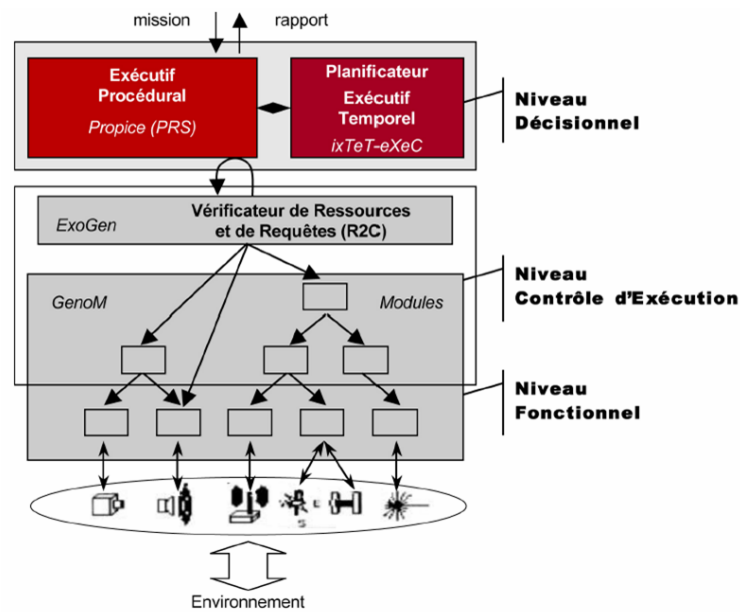 mission
rapport
Exécutif
Procédural
Propice (PRS)
Planificateur
Exécutif
Temporel
ixTeT-eXeC
Niveau
Décisionnel
ExoGen
Vérificateur de Ressources
et de Requêtes (R2C)
GenoM
Modules
Niveau
Contrôle d'Exécution
Niveau
Fonctionnel
Environnement